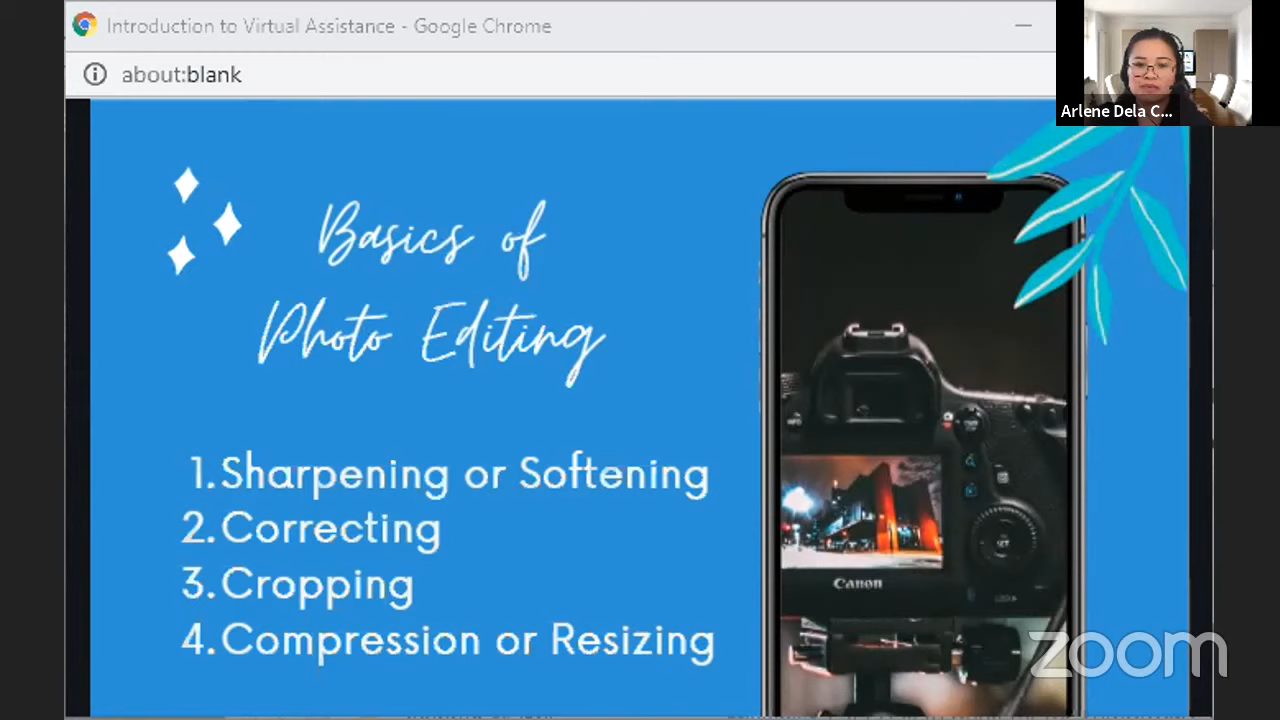 Introduction to Virtual Assistance - Google Chrome
about:blank
Arlene Dela C...
Basics of
Photo Editing
1. Sharpening or Softening
2. Correcting
3. Cropping
4. Compression or Resizing
Canon
zoom